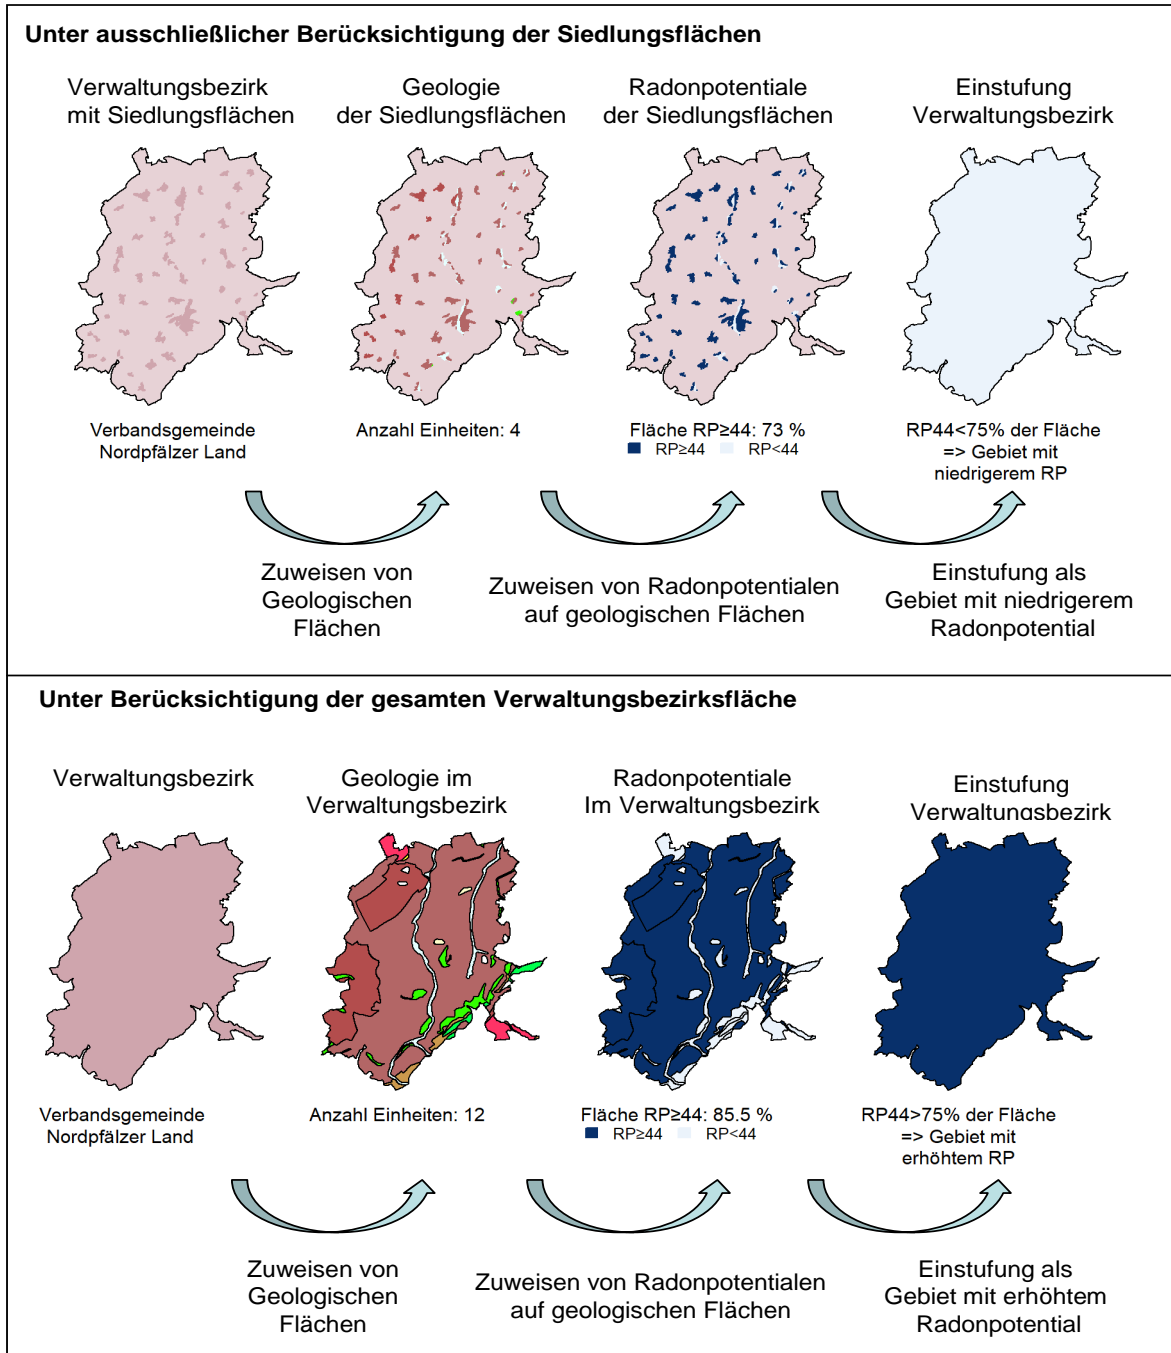 Unter ausschließlicher Berücksichtigung der Siedlungsflächen
Verwaltungsbezirk
mit Siedlungsflächen
Geologie
der Siedlungsflächen
Radonpotentiale
der Siedlungsflächen
Einstufung
Verwaltungsbezirk
Verbandsgemeinde
Nordpfälzer Land
Anzahl Einheiten: 4
Fläche RP≥44: 73 %
RP≥44 RP<44
RP44<75% der Fläche
=> Gebiet mit
niedrigerem RP
Zuweisen von
Geologischen
Flächen
Zuweisen von Radonpotentialen
auf geologischen Flächen
Einstufung als
Gebiet mit niedrigerem
Radonpotential
Unter Berücksichtigung der gesamten Verwaltungsbezirksfläche
Verwaltungsbezirk
Geologie im
Verwaltungsbezirk
Radonpotentiale
Im Verwaltungsbezirk
Einstufung
Verwaltungsbezirk
Verbandsgemeinde
Nordpfälzer Land
Anzahl Einheiten: 12
Fläche RP≥44: 85.5 %
RP≥44 RP<44
RP44>75% der Fläche
=> Gebiet mit
erhöhtem RP
Zuweisen von
Geologischen
Flächen
Zuweisen von Radonpotentialen
auf geologischen Flächen
Einstufung als
Gebiet mit erhöhtem
Radonpotential